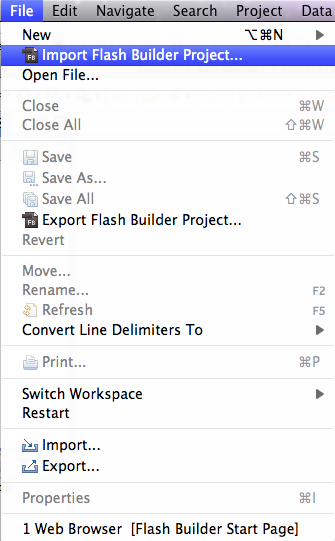 File Edit Navigate Search Project Data
New ⌥⌘N ▶
Import Flash Builder Project...
Open File...
Close ⌘W
Close All ⇧⌘W
Save ⌘S
Save As...
Save All ⇧⌘S
Export Flash Builder Project...
Revert
Move...
Rename... F2
Refresh F5
Convert Line Delimiters To ▶
Print... ⌘P
Switch Workspace ▶
Restart
Import...
Export...
Properties ⌘I
1 Web Browser [Flash Builder Start Page]